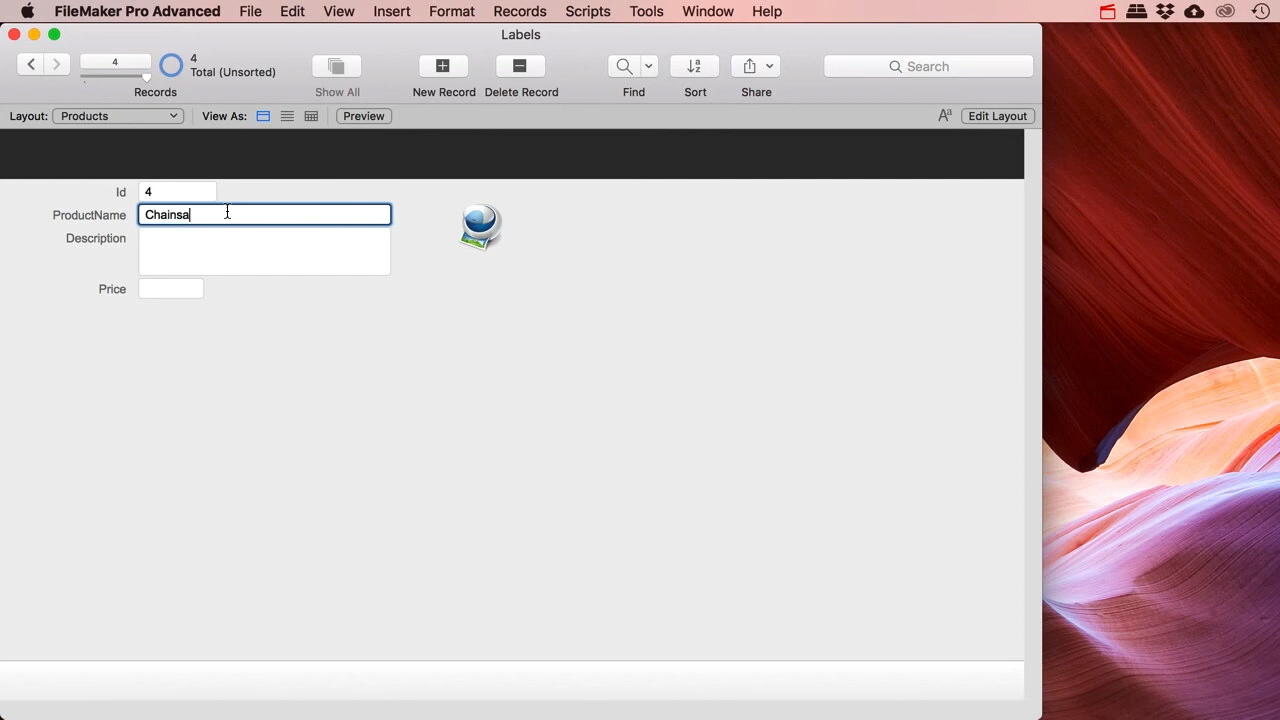 FileMaker Pro Advanced File Edit View Insert Format Records Scripts Tools Window Help
Labels
4 4 Total (Unsorted)
Records Show All New Record Delete Record Find Sort Share Search
Layout: Products View As: Preview Aa Edit Layout
Id 4
ProductName Chainsa
Description
Price